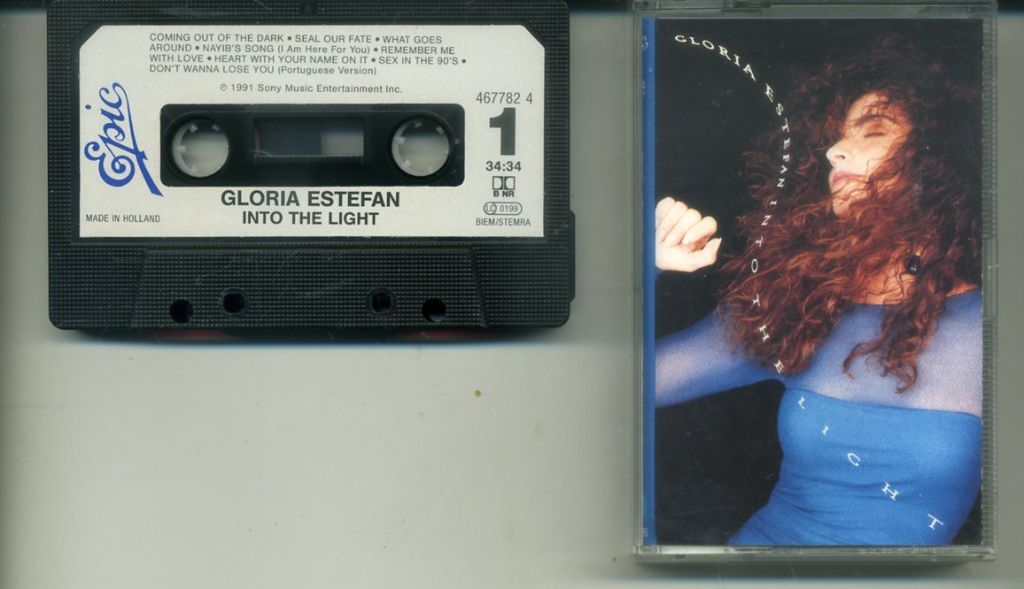 COMING OUT OF THE DARK • SEAL OUR FATE • WHAT GOES
AROUND • NAYIB'S SONG (I Am Here For You) • REMEMBER ME
WITH LOVE • HEART WITH YOUR NAME ON IT • SEX IN THE 90'S •
DON'T WANNA LOSE YOU (Portuguese Version)
℗ 1991 Sony Music Entertainment Inc.
Epic
467782 4
1
34:34
B NR
LC 0199
BIEM/STEMRA
GLORIA ESTEFAN
INTO THE LIGHT
MADE IN HOLLAND
GLORIA ESTEFAN INTO THE LIGHT